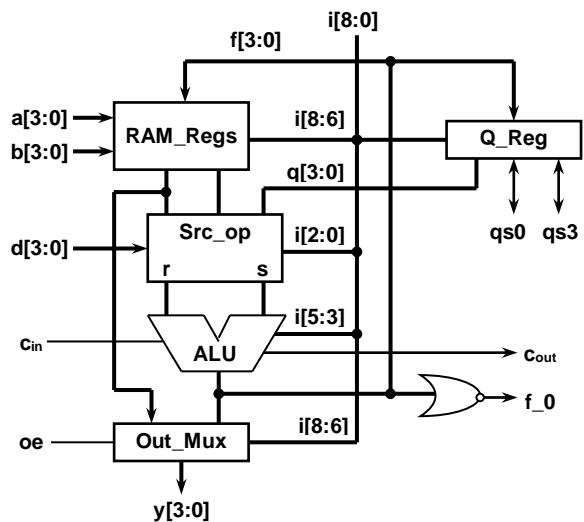 i[8:0]
f[3:0]
a[3:0]
b[3:0]
RAM_Regs
i[8:6]
Q_Reg
q[3:0]
Src_op
d[3:0]
i[2:0]
qs0 qs3
r s
i[5:3]
cin
ALU
cout
f_0
i[8:6]
oe
Out_Mux
y[3:0]